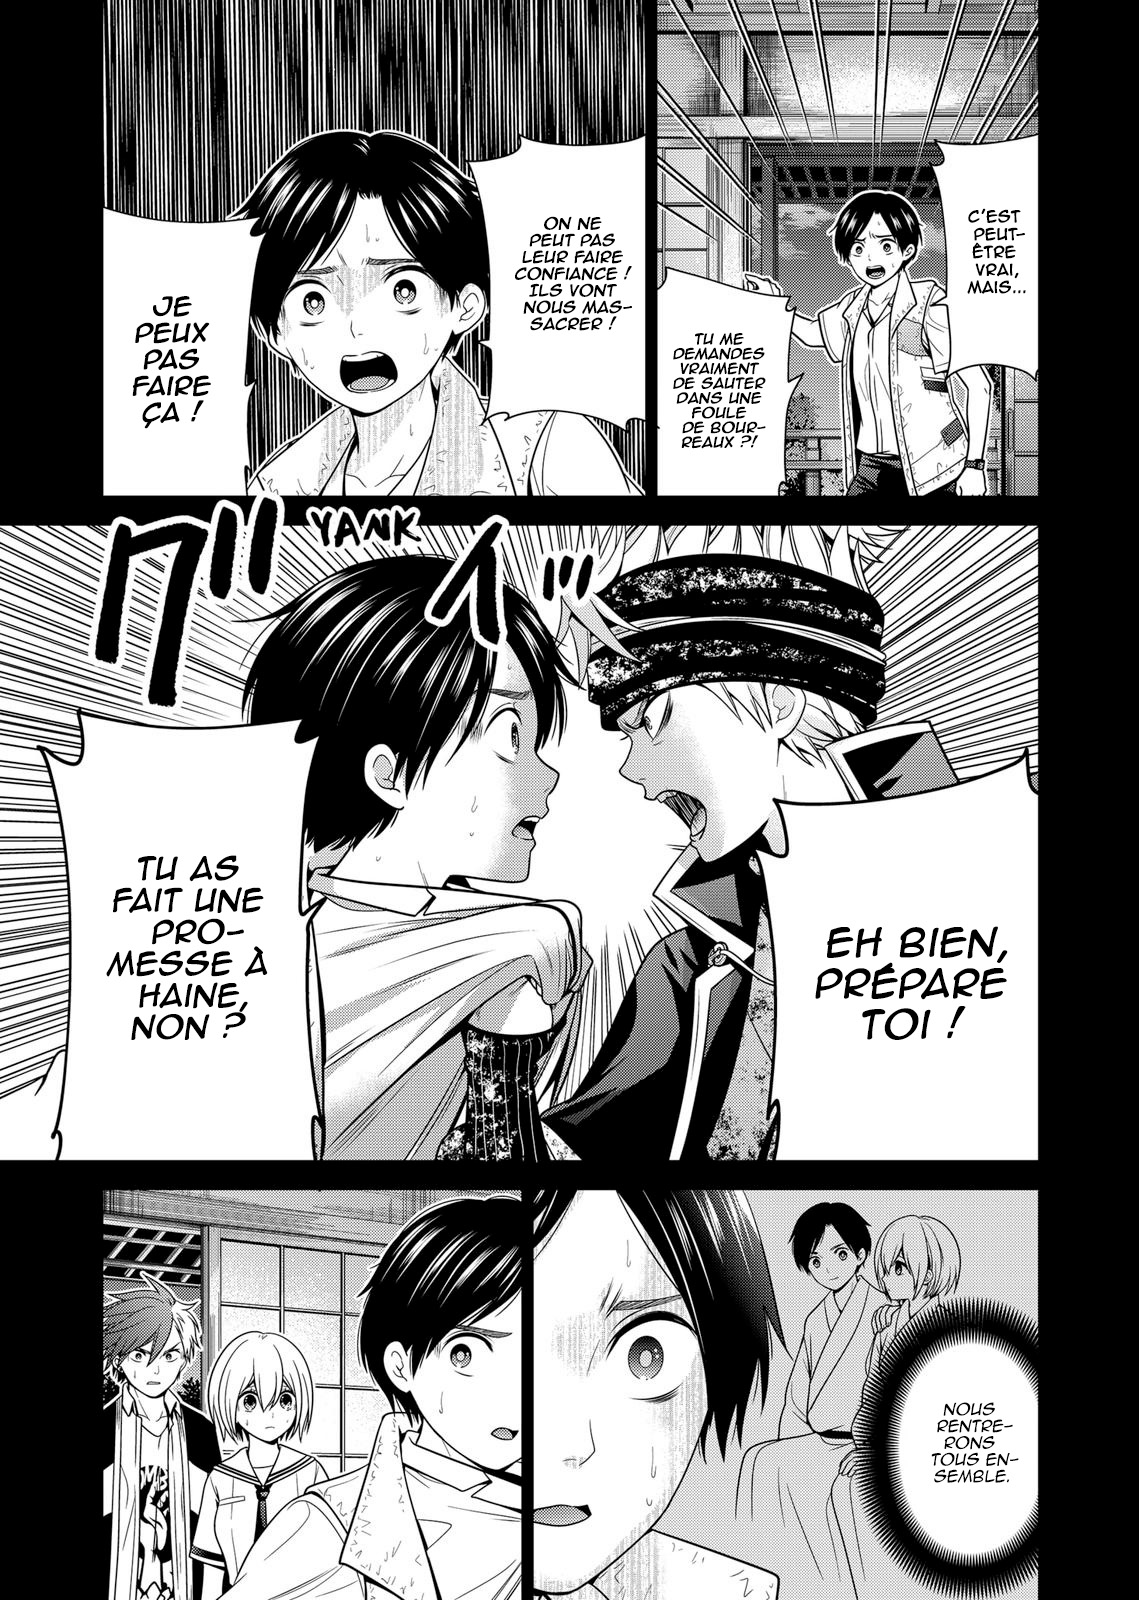 C'EST
PEUT-
ÊTRE
VRAI,
MAIS...
TU ME
DEMANDES
VRAIMENT
DE SAUTER
DANS UNE
FOULE
DE BOUR-
REAUX ?!
ON NE
PEUT PAS
LEUR FAIRE
CONFIANCE !
ILS VONT
NOUS MAS-
SACRER !
JE
PEUX
PAS
FAIRE
ÇA !
グイッ
YANK
EH BIEN,
PRÉPARE
TOI !
TU AS
FAIT UNE
PRO-
MESSE À
HAINE,
NON ?
NOUS
RENTRE-
RONS
TOUS EN-
SEMBLE.